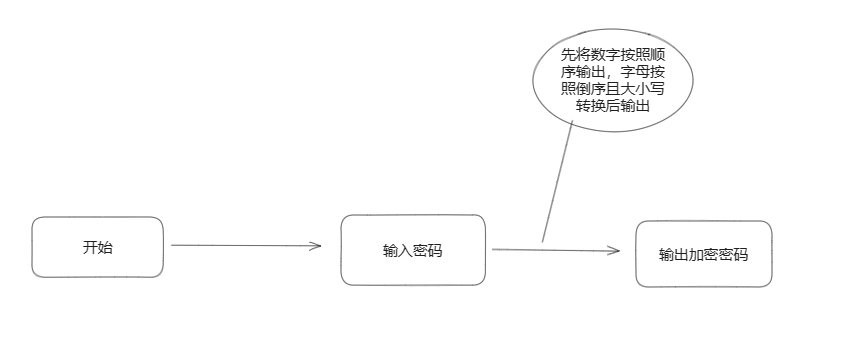 先将数字按照顺
序输出，字母按
照倒序且大小写
转换后输出
开始
输入密码
输出加密密码